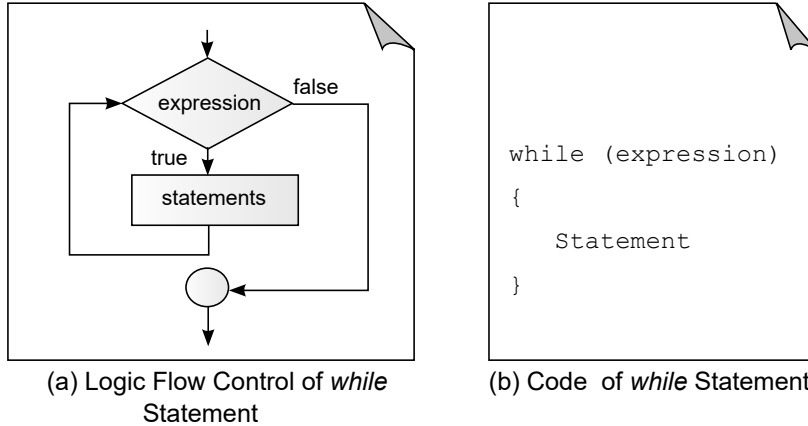 expression
false
true
statements
(a) Logic Flow Control of while
Statement
while (expression)
{
Statement
}
(b) Code of while Statement